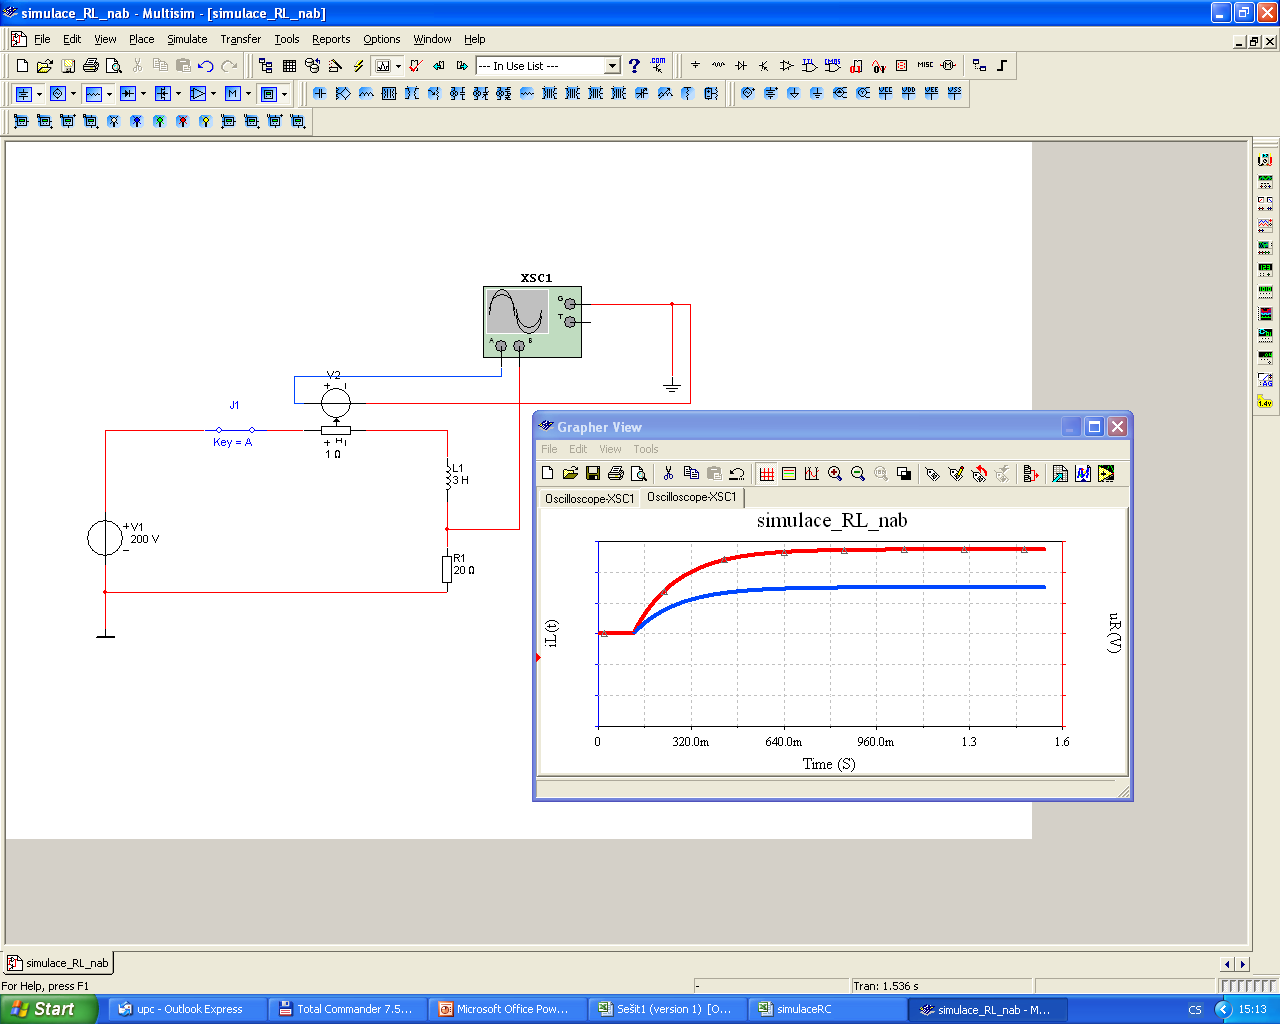 simulace_RL_nab - Multisim - [simulace_RL_nab]
File Edit View Place Simulate Transfer Tools Reports Options Window Help
--- In Use List ---
XSC1
G
T
A B
V2
J1
Key = A
1 Ω
L1
3 H
V1
200 V
R1
20 Ω
Grapher View
File Edit View Tools
Oscilloscope-XSC1 Oscilloscope-XSC1
simulace_RL_nab
iL(t)
uR(V)
0 320.0m 640.0m 960.0m 1.3 1.6
Time (S)
simulace_RL_nab
For Help, press F1
- Tran: 1.536 s
Start upc - Outlook Express Total Commander 7.5... Microsoft Office Pow... Sešit1 (version 1) [O... simulaceRC simulace_RL_nab - M... CS 15:13